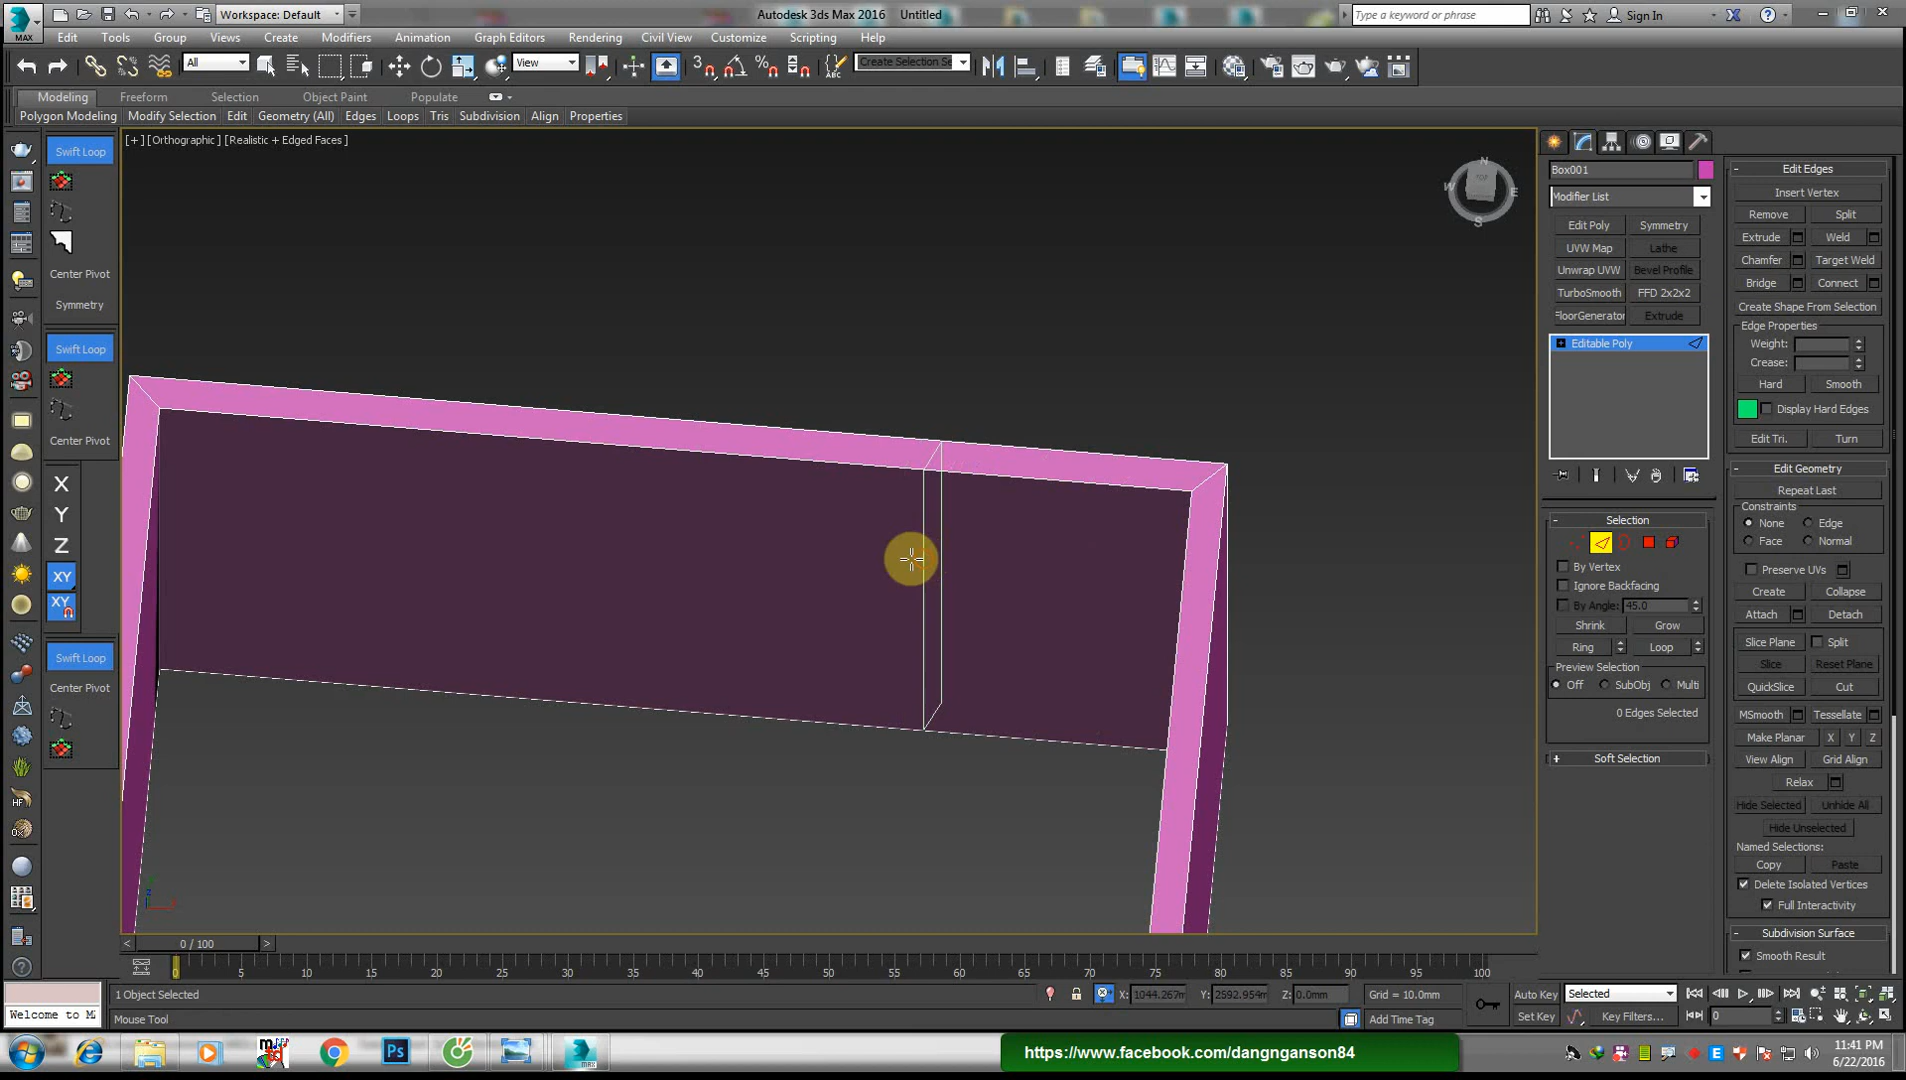 Workspace: Default
Autodesk 3ds Max 2016    Untitled
Type a keyword or phrase
Sign In
MAX
Edit Tools Group Views Create Modifiers Animation Graph Editors Rendering Civil View Customize Scripting Help
All
View
Create Selection Se
Modeling Freeform Selection Object Paint Populate
Polygon Modeling Modify Selection Edit Geometry (All) Edges Loops Tris Subdivision Align Properties
[+] [Orthographic] [Realistic + Edged Faces]
Swift Loop
Center Pivot
Symmetry
Swift Loop
Center Pivot
X
Y
Z
XY
XY
Swift Loop
Center Pivot
N
W
TOP
E
S
Box001
Modifier List
Edit Poly Symmetry
UVW Map Lathe
Unwrap UVW Bevel Profile
TurboSmooth FFD 2x2x2
FloorGenerator Extrude
Editable Poly
- Selection
By Vertex
Ignore Backfacing
By Angle: 45.0
Shrink Grow
Ring Loop
Preview Selection
Off SubObj Multi
0 Edges Selected
+ Soft Selection
- Edit Edges
Insert Vertex
Remove Split
Extrude Weld
Chamfer Target Weld
Bridge Connect
Create Shape From Selection
Edge Properties
Weight:
Crease:
Hard Smooth
Display Hard Edges
Edit Tri. Turn
- Edit Geometry
Repeat Last
Constraints
None Edge
Face Normal
Preserve UVs
Create Collapse
Attach Detach
Slice Plane Split
Slice Reset Plane
QuickSlice Cut
MSmooth Tessellate
Make Planar X Y Z
View Align Grid Align
Relax
Hide Selected Unhide All
Hide Unselected
Named Selections:
Copy Paste
Delete Isolated Vertices
Full Interactivity
- Subdivision Surface
Smooth Result
< 0 / 100 >
0 5 10 15 20 25 30 35 40 45 50 55 60 65 70 75 80 85 90 95 100
1 Object Selected
X: 1044.267m Y: 2592.954m Z: 0.0mm
Grid = 10.0mm
Auto Key Selected
Welcome to M
Mouse Tool
Add Time Tag
Set Key Key Filters...
0
https://www.facebook.com/dangnganson84
11:41 PM
6/22/2016